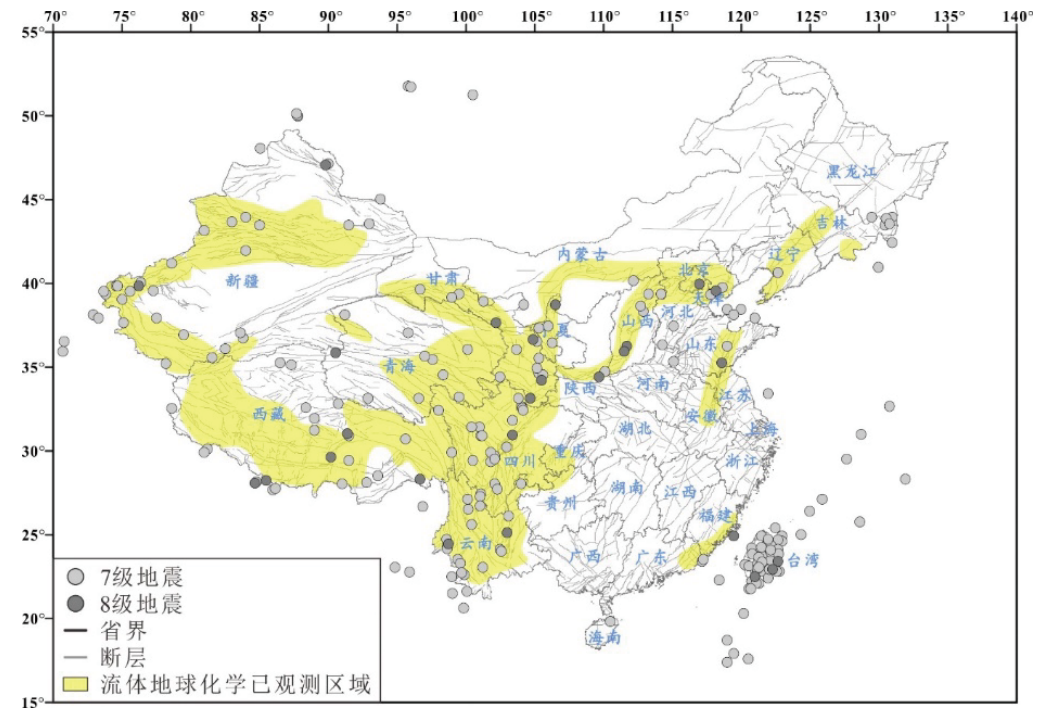 70° 75° 80° 85° 90° 95° 100° 105° 110° 115° 120° 125° 130° 135° 140°
55°
50°
黑龙江
45°
吉林
内蒙古 辽宁
北京
40°
新疆 甘肃 天津
河北
宁夏 山西
山东
青海
35°
陕西 河南 江苏
西藏 安徽
湖北 上海
30°
四川 重庆 浙江
湖南 江西
贵州
福建
25°
云南 广西 广东 台湾
20°
海南
15°
7级地震
8级地震
省界
断层
流体地球化学已观测区域